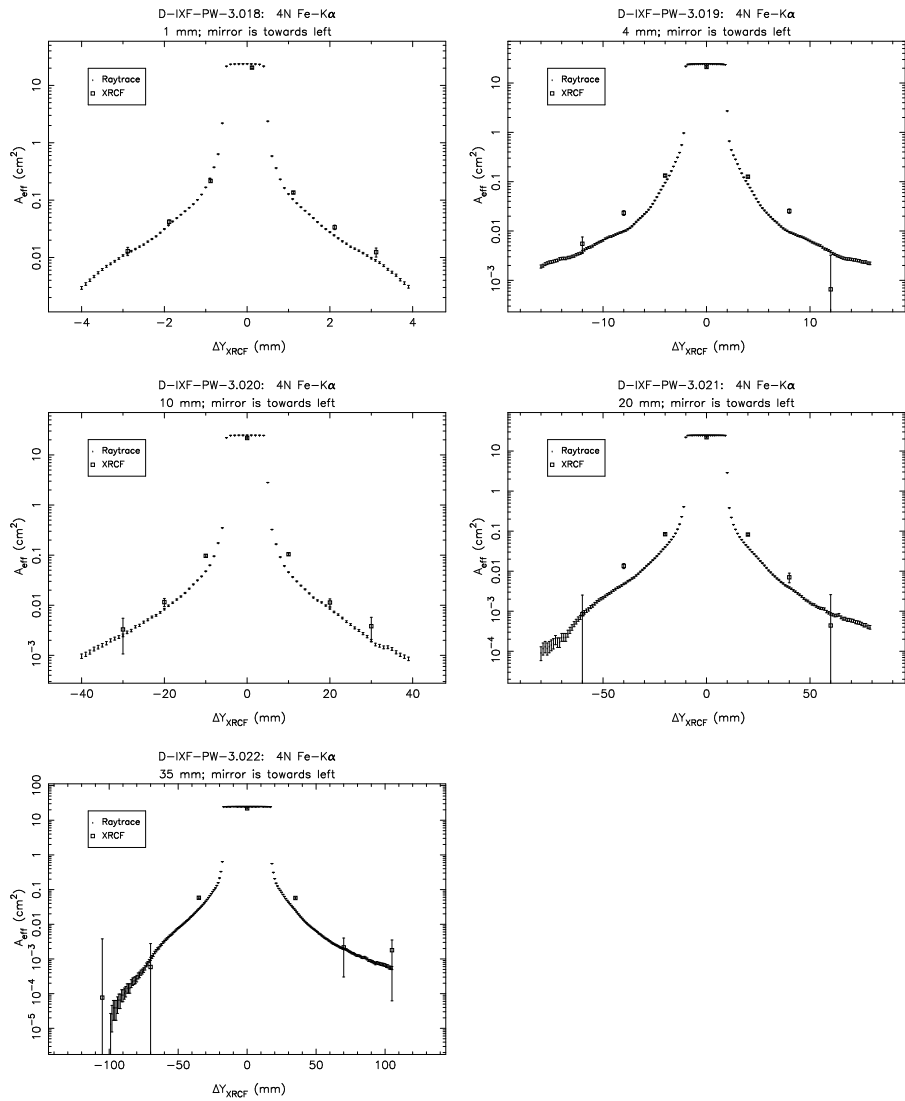 D-IXF-PW-3.018: 4N Fe-Kα
1 mm; mirror is towards left
Raytrace
XRCF
A_eff (cm²)
10
1
0.1
0.01
-4 -2 0 2 4
ΔY_XRCF (mm)
D-IXF-PW-3.019: 4N Fe-Kα
4 mm; mirror is towards left
Raytrace
XRCF
A_eff (cm²)
10
1
0.1
0.01
10⁻³
-10 0 10
ΔY_XRCF (mm)
D-IXF-PW-3.020: 4N Fe-Kα
10 mm; mirror is towards left
Raytrace
XRCF
A_eff (cm²)
10
1
0.1
0.01
10⁻³
-40 -20 0 20 40
ΔY_XRCF (mm)
D-IXF-PW-3.021: 4N Fe-Kα
20 mm; mirror is towards left
Raytrace
XRCF
A_eff (cm²)
10
1
0.1
0.01
10⁻³
10⁻⁴
-50 0 50
ΔY_XRCF (mm)
D-IXF-PW-3.022: 4N Fe-Kα
35 mm; mirror is towards left
Raytrace
XRCF
A_eff (cm²)
100
10
1
0.1
0.01
10⁻³
10⁻⁴
10⁻⁵
-100 -50 0 50 100
ΔY_XRCF (mm)